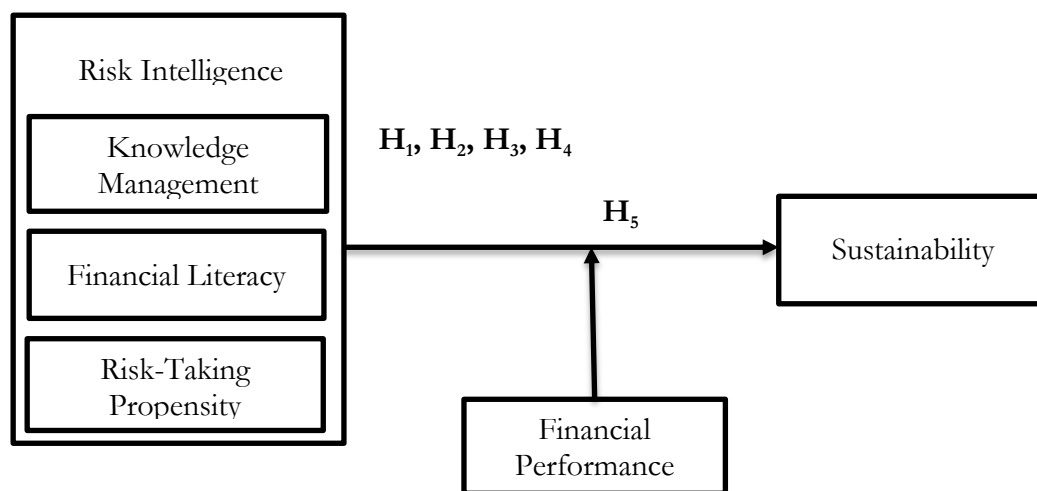 Risk Intelligence
Knowledge
Management
Financial Literacy
Risk-Taking
Propensity
H₁, H₂, H₃, H₄
H₅
Sustainability
Financial
Performance